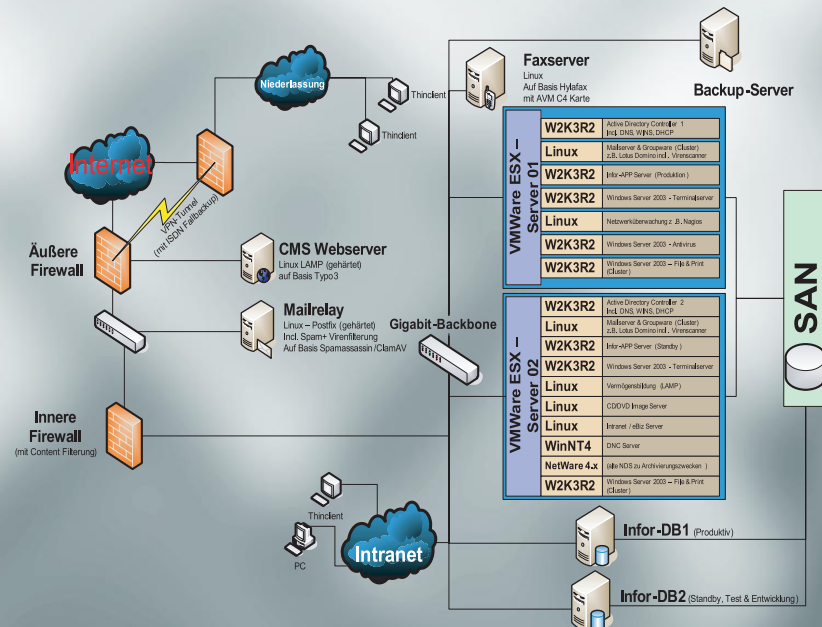 Niederlassung
Thinclient
Thinclient
Internet
VPN-Tunnel
(mit ISDN Fallbackup)
Äußere
Firewall
CMS Webserver
Linux LAMP (gehärtet)
auf Basis Typo3
Mailrelay
Linux – Postfix (gehärtet)
Incl. Spam+ Virenfilterung
Auf Basis Spamassassin/ClamAV
Innere
Firewall
(mit Content Filterung)
Gigabit-Backbone
Thinclient
PC
Intranet
Faxserver
Linux
Auf Basis Hylafax
mit AVM C4 Karte
Backup-Server
VMWare ESX –
Server 01
W2K3R2 Active Directory Controller 1
Incl. DNS, WINS, DHCP
Linux Mailserver & Groupware (Cluster)
z.B. Lotus Domino incl. Virenscanner
W2K3R2 Infor-APP Server (Produktion)
W2K3R2 Windows Server 2003 - Terminalserver
Linux Netzwerküberwachung z.B. Nagios
W2K3R2 Windows Server 2003 - Antivirus
W2K3R2 Windows Server 2003 – File & Print
(Cluster)
VMWare ESX –
Server 02
W2K3R2 Active Directory Controller 2
Incl. DNS, WINS, DHCP
Linux Mailserver & Groupware (Cluster)
z.B. Lotus Domino incl. Virenscanner
W2K3R2 Infor-APP Server (Standby)
W2K3R2 Windows Server 2003 - Terminalserver
Linux Vermögensbildung (LAMP)
Linux CD/DVD Image Server
Linux Intranet / eBiz Server
WinNT4 DNC Server
NetWare 4.x (alte NDS zu Archivierungszwecken)
W2K3R2 Windows Server 2003 – File & Print
(Cluster)
SAN
Infor-DB1 (Produktiv)
Infor-DB2 (Standby, Test & Entwicklung)